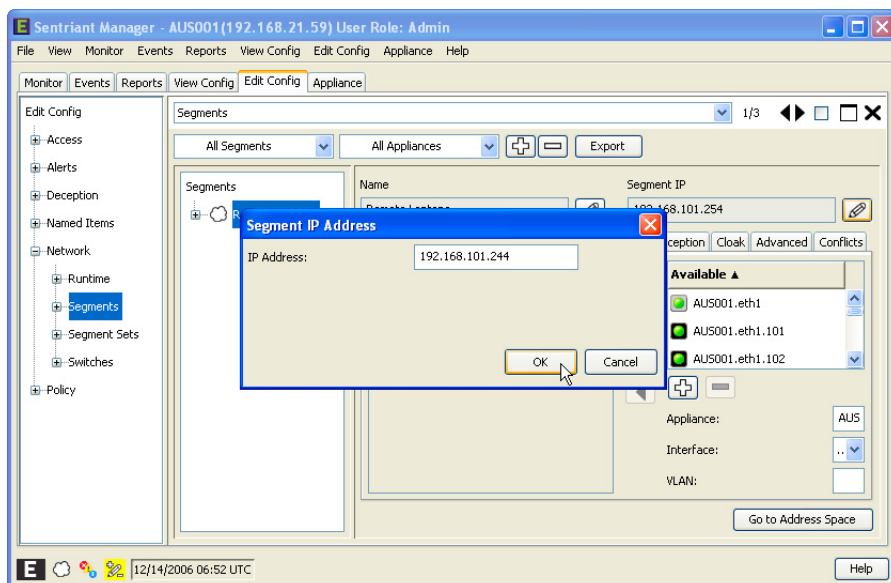 Sentriant Manager - AUS001(192.168.21.59) User Role: Admin
File View Monitor Events Reports View Config Edit Config Appliance Help
Monitor Events Reports View Config Edit Config Appliance
Edit Config
Access
Alerts
Deception
Named Items
Network
Runtime
Segments
Segment Sets
Switches
Policy
Segments 1/3
All Segments All Appliances Export
Segments
Name Segment IP
192.168.101.254
Segment IP Address
IP Address: 192.168.101.244
OK Cancel
Cloak Advanced Conflicts
Available ▲
AUS001.eth1
AUS001.eth1.101
AUS001.eth1.102
Appliance: AUS
Interface: ..
VLAN:
Go to Address Space
E 12/14/2006 06:52 UTC Help